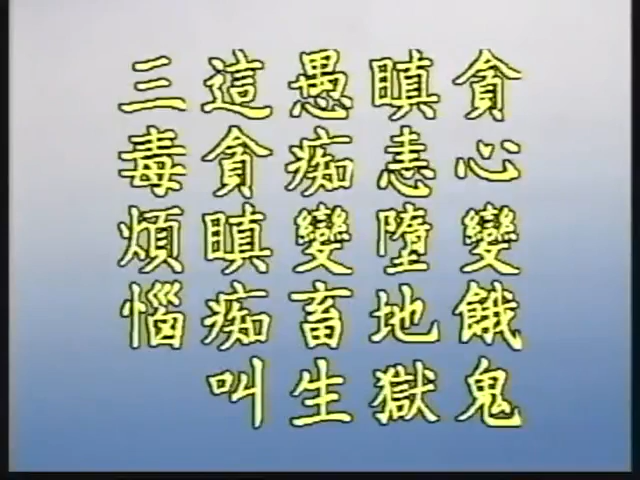 貪心變餓鬼
瞋恚墮地獄
愚痴變畜生
這貪瞋痴叫
三毒煩惱